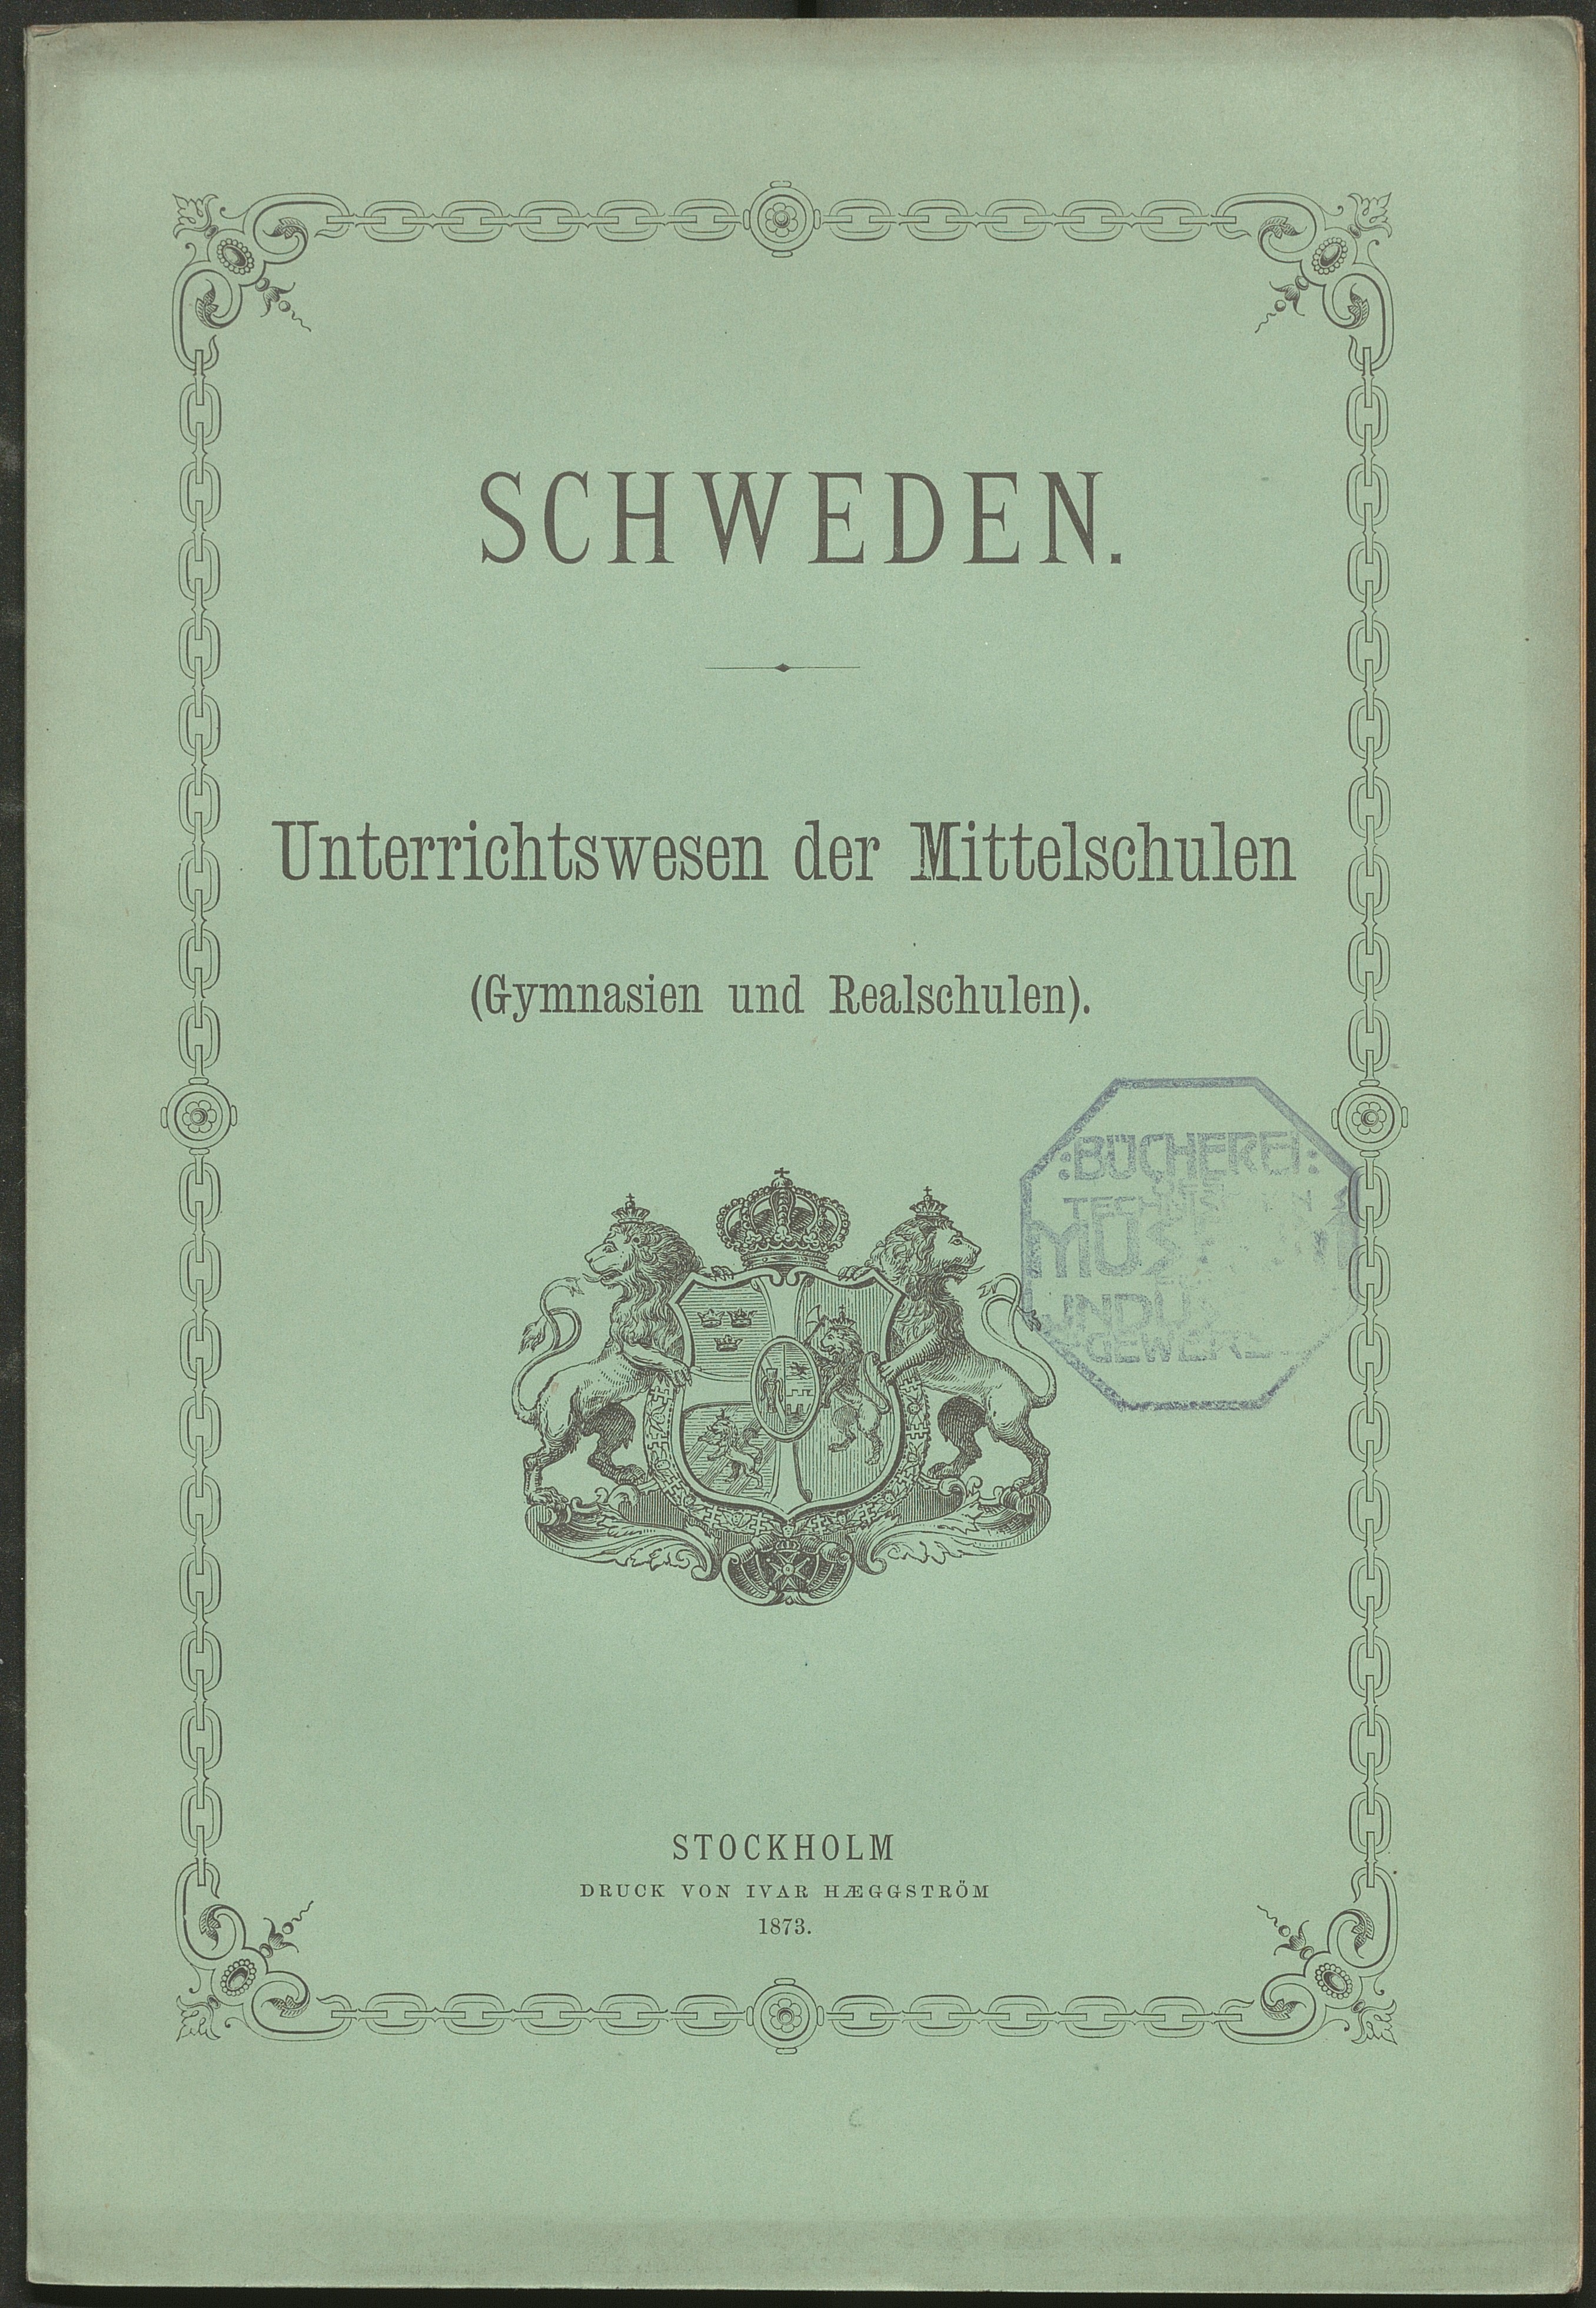 SCHWEDEN.
Unterrichtswesen der Mittelschulen
(Gymnasien und Realschulen).
:BÜCHEREI:
STOCKHOLM
DRUCK VON IVAR HÆGGSTRÖM
1873.